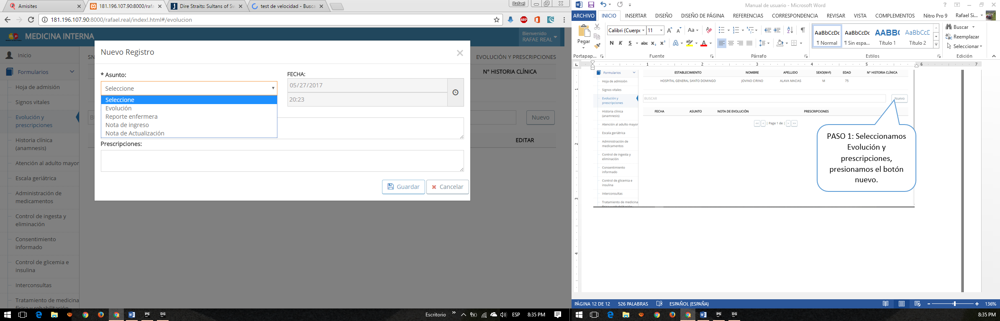 Amisites
181.196.107.90:8000/rafa
Dire Straits: Sultans of Sw
test de velocidad - Busca
Rafael
181.196.107.90:8000/rafael.real/index!.html#/evolucion
ABP
MEDICINA INTERNA
Bienvenido
RAFAE REAL
Inicio
Formularios
Hoja de admisión
Signos vitales
Evolución y
prescripciones
Historia clínica
(anamnesis)
Atención al adulto mayor
Escala geriátrica
Administración de
medicamentos
Control de ingesta y
eliminación
Consentimiento
informado
Control de glicemia e
insulina
Interconsultas
Tratamiento de medicina
física y rehabilitación
SN
EVOLUCIÓN Y PRESCRIPCIONES
N° HISTORIA CLÍNICA
Nuevo
EDITAR
Nuevo Registro
* Asunto:
FECHA:
Seleccione
05/27/2017
20:23
Seleccione
Evolución
Reporte enfermera
Nota de ingreso
Nota de Actualización
Prescripciones:
Guardar
Cancelar
Escritorio
ESP
8:35 PM
PS
DG
Manual de usuario - Microsoft Word
ARCHIVO INICIO INSERTAR DISEÑO DISEÑO DE PÁGINA REFERENCIAS CORRESPONDENCIA REVISAR VISTA COMPLEMENTOS Nitro Pro 9 Rafael Si...
Pegar
Calibri (Cuerpo 11
N K S abc x₂ x²
AaBbCcDc AaBbCcDc AABBC AaBbCcC
¶ Normal ¶ Sin espa... Título 1 Título 2
Buscar
Reemplazar
Seleccionar
Portapap... Fuente Párrafo Estilos Edición
1 2 3 4 5 6 7
1
2
3
4
Formularios
Hoja de admisión
Signos vitales
Evolución y
prescripciones
Historia clínica
(anamnesis)
Atención al adulto mayor
Escala geriátrica
Administración de
medicamentos
Control de ingesta y
eliminación
Consentimiento
informado
Control de glicemia e
insulina
Interconsultas
Tratamiento de medicina
física y rehabilitación
ESTABLECIMIENTO NOMBRE APELLIDO SEXO(M-F) EDAD N° HISTORIA CLÍNICA
HOSPITAL GENERAL SANTO DOMINGO JOVINO CIRINO ALAVA MACIAS M 75
BUSCAR
Nuevo
FECHA ASUNTO NOTA DE EVOLUCIÓN PRESCRIPCIONES
<< < | Page 1 de | > >>
PASO 1: Seleccionamos
Evolución y
prescripciones,
presionamos el botón
nuevo.
PÁGINA 12 DE 12 526 PALABRAS ESPAÑOL (ESPAÑA)
136%
PS
DG
8:35 PM